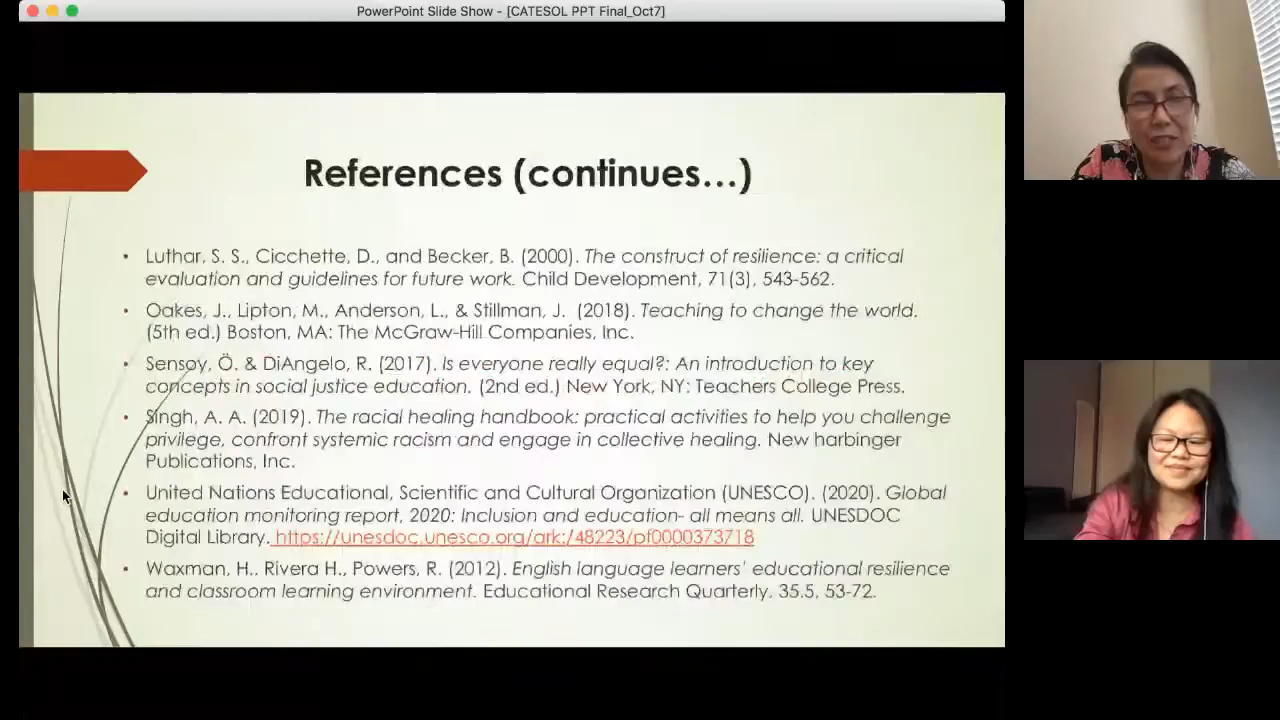 PowerPoint Slide Show - [CATESOL PPT Final_Oct7]
References (continues…)
• Luthar, S. S., Cicchette, D., and Becker, B. (2000). The construct of resilience: a critical
evaluation and guidelines for future work. Child Development, 71(3), 543-562.
• Oakes, J., Lipton, M., Anderson, L., & Stillman, J. (2018). Teaching to change the world.
(5th ed.) Boston, MA: The McGraw-Hill Companies, Inc.
• Sensoy, Ö. & DiAngelo, R. (2017). Is everyone really equal?: An introduction to key
concepts in social justice education. (2nd ed.) New York, NY: Teachers College Press.
• Singh, A. A. (2019). The racial healing handbook: practical activities to help you challenge
privilege, confront systemic racism and engage in collective healing. New harbinger
Publications, Inc.
• United Nations Educational, Scientific and Cultural Organization (UNESCO). (2020). Global
education monitoring report, 2020: Inclusion and education- all means all. UNESDOC
Digital Library. https://unesdoc.unesco.org/ark:/48223/pf0000373718
• Waxman, H., Rivera H., Powers, R. (2012). English language learners' educational resilience
and classroom learning environment. Educational Research Quarterly, 35.5, 53-72.